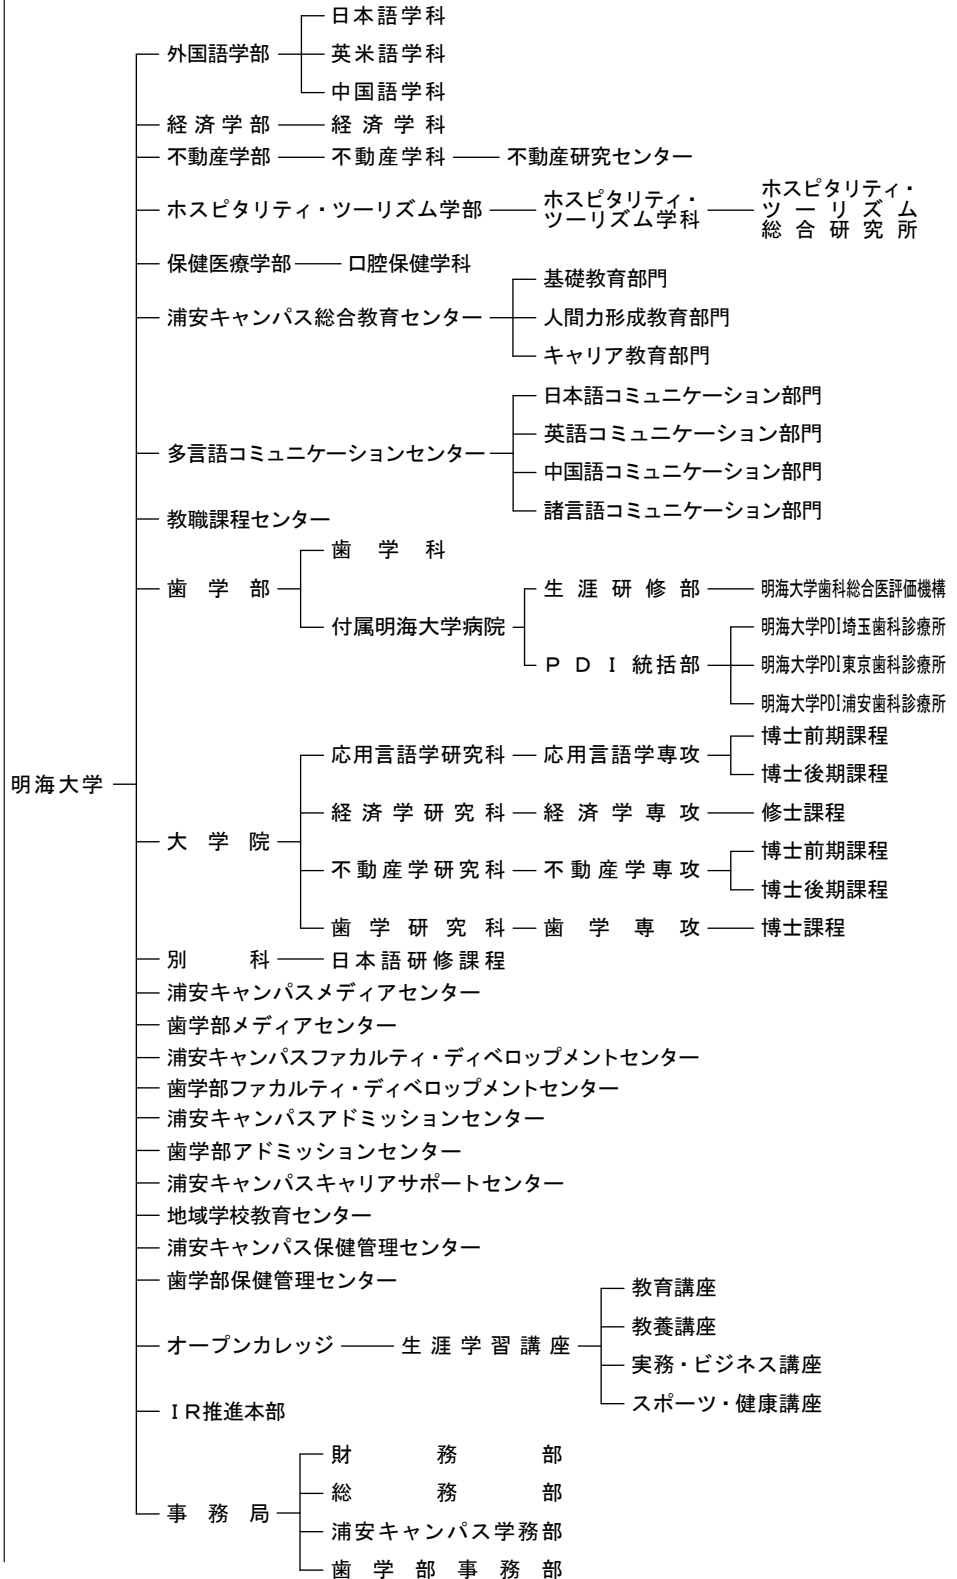 日本語学科
外国語学部 英米語学科
中国語学科
経済学部 経済学科
不動産学部 不動産学科 不動産研究センター
ホスピタリティ・ツーリズム学部 ホスピタリティ・ツーリズム学科 ホスピタリティ・ツーリズム総合研究所
保健医療学部 口腔保健学科
基礎教育部門
浦安キャンパス総合教育センター 人間力形成教育部門
キャリア教育部門
日本語コミュニケーション部門
英語コミュニケーション部門
多言語コミュニケーションセンター
中国語コミュニケーション部門
諸言語コミュニケーション部門
教職課程センター
歯学科
歯学部 生涯研修部 明海大学歯科総合医評価機構
付属明海大学病院 明海大学PDI埼玉歯科診療所
PDI統括部 明海大学PDI東京歯科診療所
明海大学PDI浦安歯科診療所
博士前期課程
応用言語学研究科 応用言語学専攻
博士後期課程
明海大学
経済学研究科 経済学専攻 修士課程
大学院
博士前期課程
不動産学研究科 不動産学専攻
博士後期課程
歯学研究科 歯学専攻 博士課程
別科 日本語研修課程
浦安キャンパスメディアセンター
歯学部メディアセンター
浦安キャンパスファカルティ・ディベロップメントセンター
歯学部ファカルティ・ディベロップメントセンター
浦安キャンパスアドミッションセンター
歯学部アドミッションセンター
浦安キャンパスキャリアサポートセンター
地域学校教育センター
浦安キャンパス保健管理センター
歯学部保健管理センター
教育講座
教養講座
オープンカレッジ 生涯学習講座
実務・ビジネス講座
スポーツ・健康講座
IR推進本部
財務部
総務部
事務局
浦安キャンパス学務部
歯学部事務部